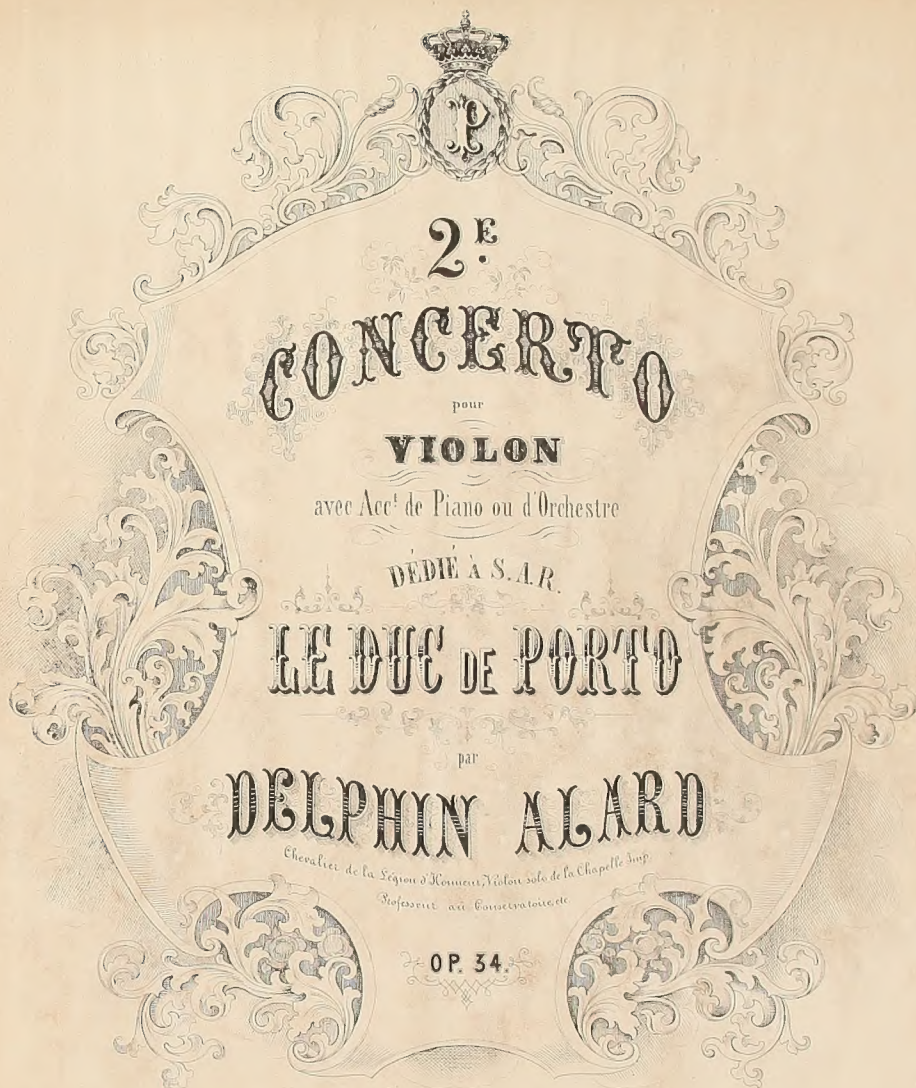 P
2.E
CONCERTO
pour
VIOLON
avec Acct de Piano ou d'Orchestre
DÉDIÉ À S.A.R.
LE DUC DE PORTO
par
DELPHIN ALARD
Chevalier de la Légion d'Honneur, Violon solo de la Chapelle Imp.
Professeur au Conservatoire, etc.
OP. 34.